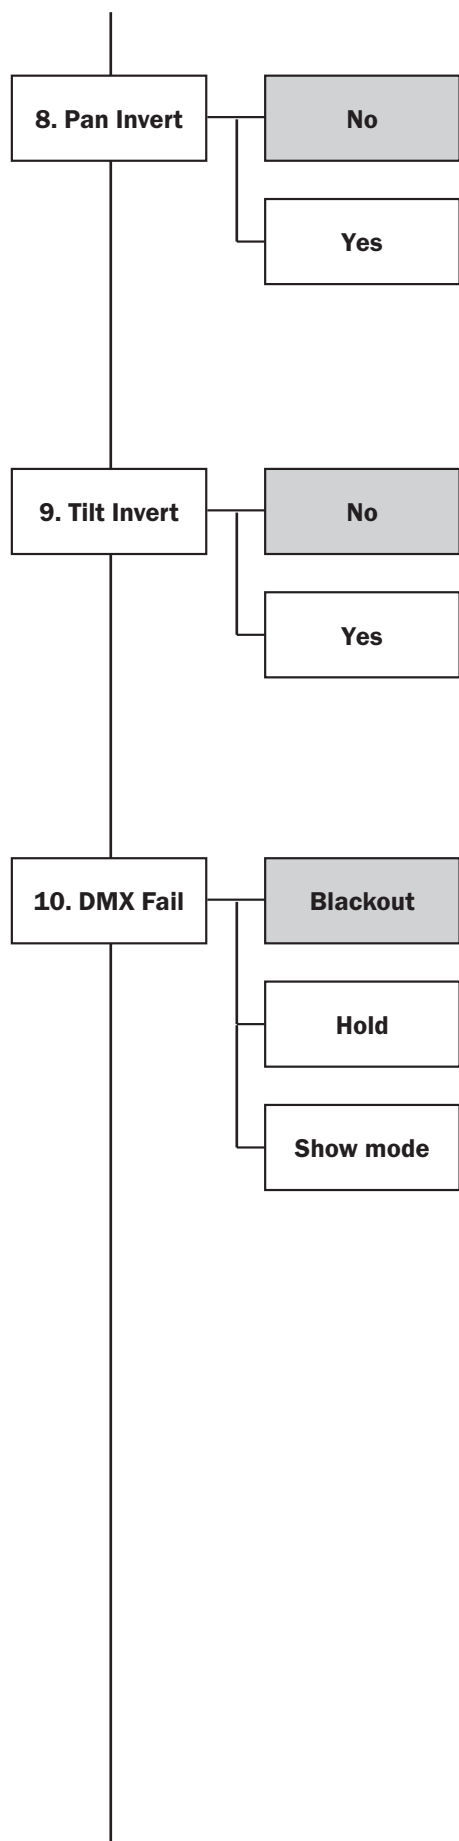 8. Pan Invert
No
Yes
9. Tilt Invert
No
Yes
10. DMX Fail
Blackout
Hold
Show mode